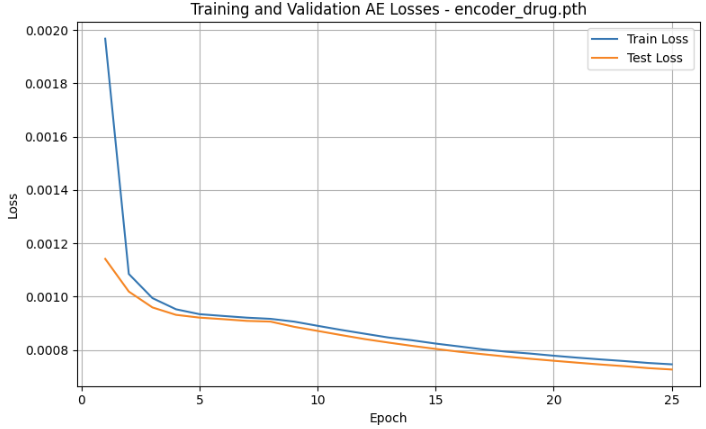 Training and Validation AE Losses - encoder_drug.pth
Train Loss
Test Loss
0.0020
0.0018
0.0016
0.0014
0.0012
0.0010
0.0008
Loss
0 5 10 15 20 25
Epoch